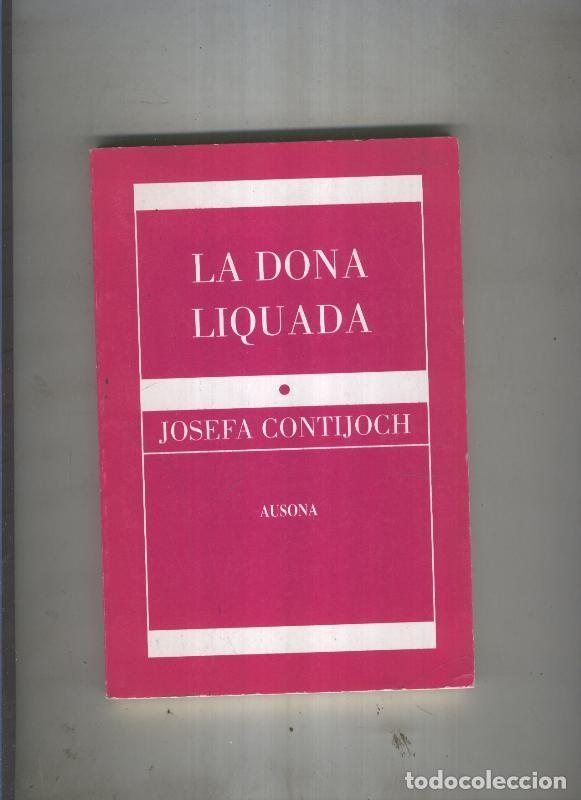 LA DONA
LIQUADA
JOSEFA CONTIJOCH
AUSONA
todocoleccion